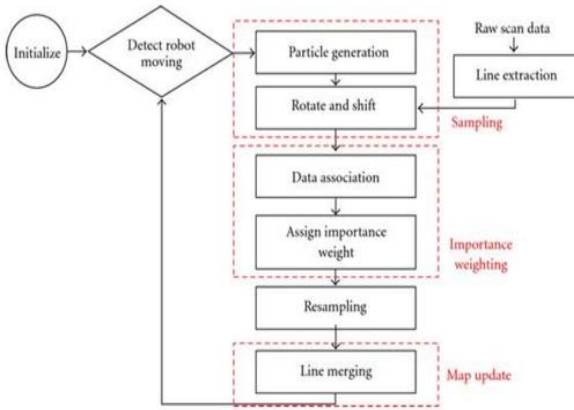 Initialize
Detect robot
moving
Particle generation
Raw scan data
Line extraction
Rotate and shift
Sampling
Data association
Assign importance
weight
Importance
weighting
Resampling
Line merging
Map update